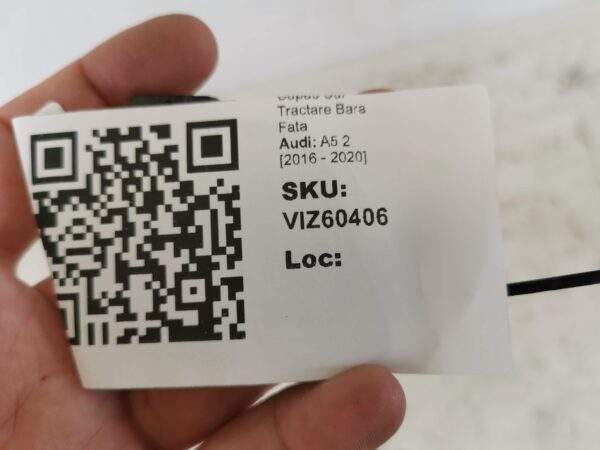 Tractare Bara
Fata
Audi: A5 2
[2016 - 2020]
SKU:
VIZ60406
Loc: